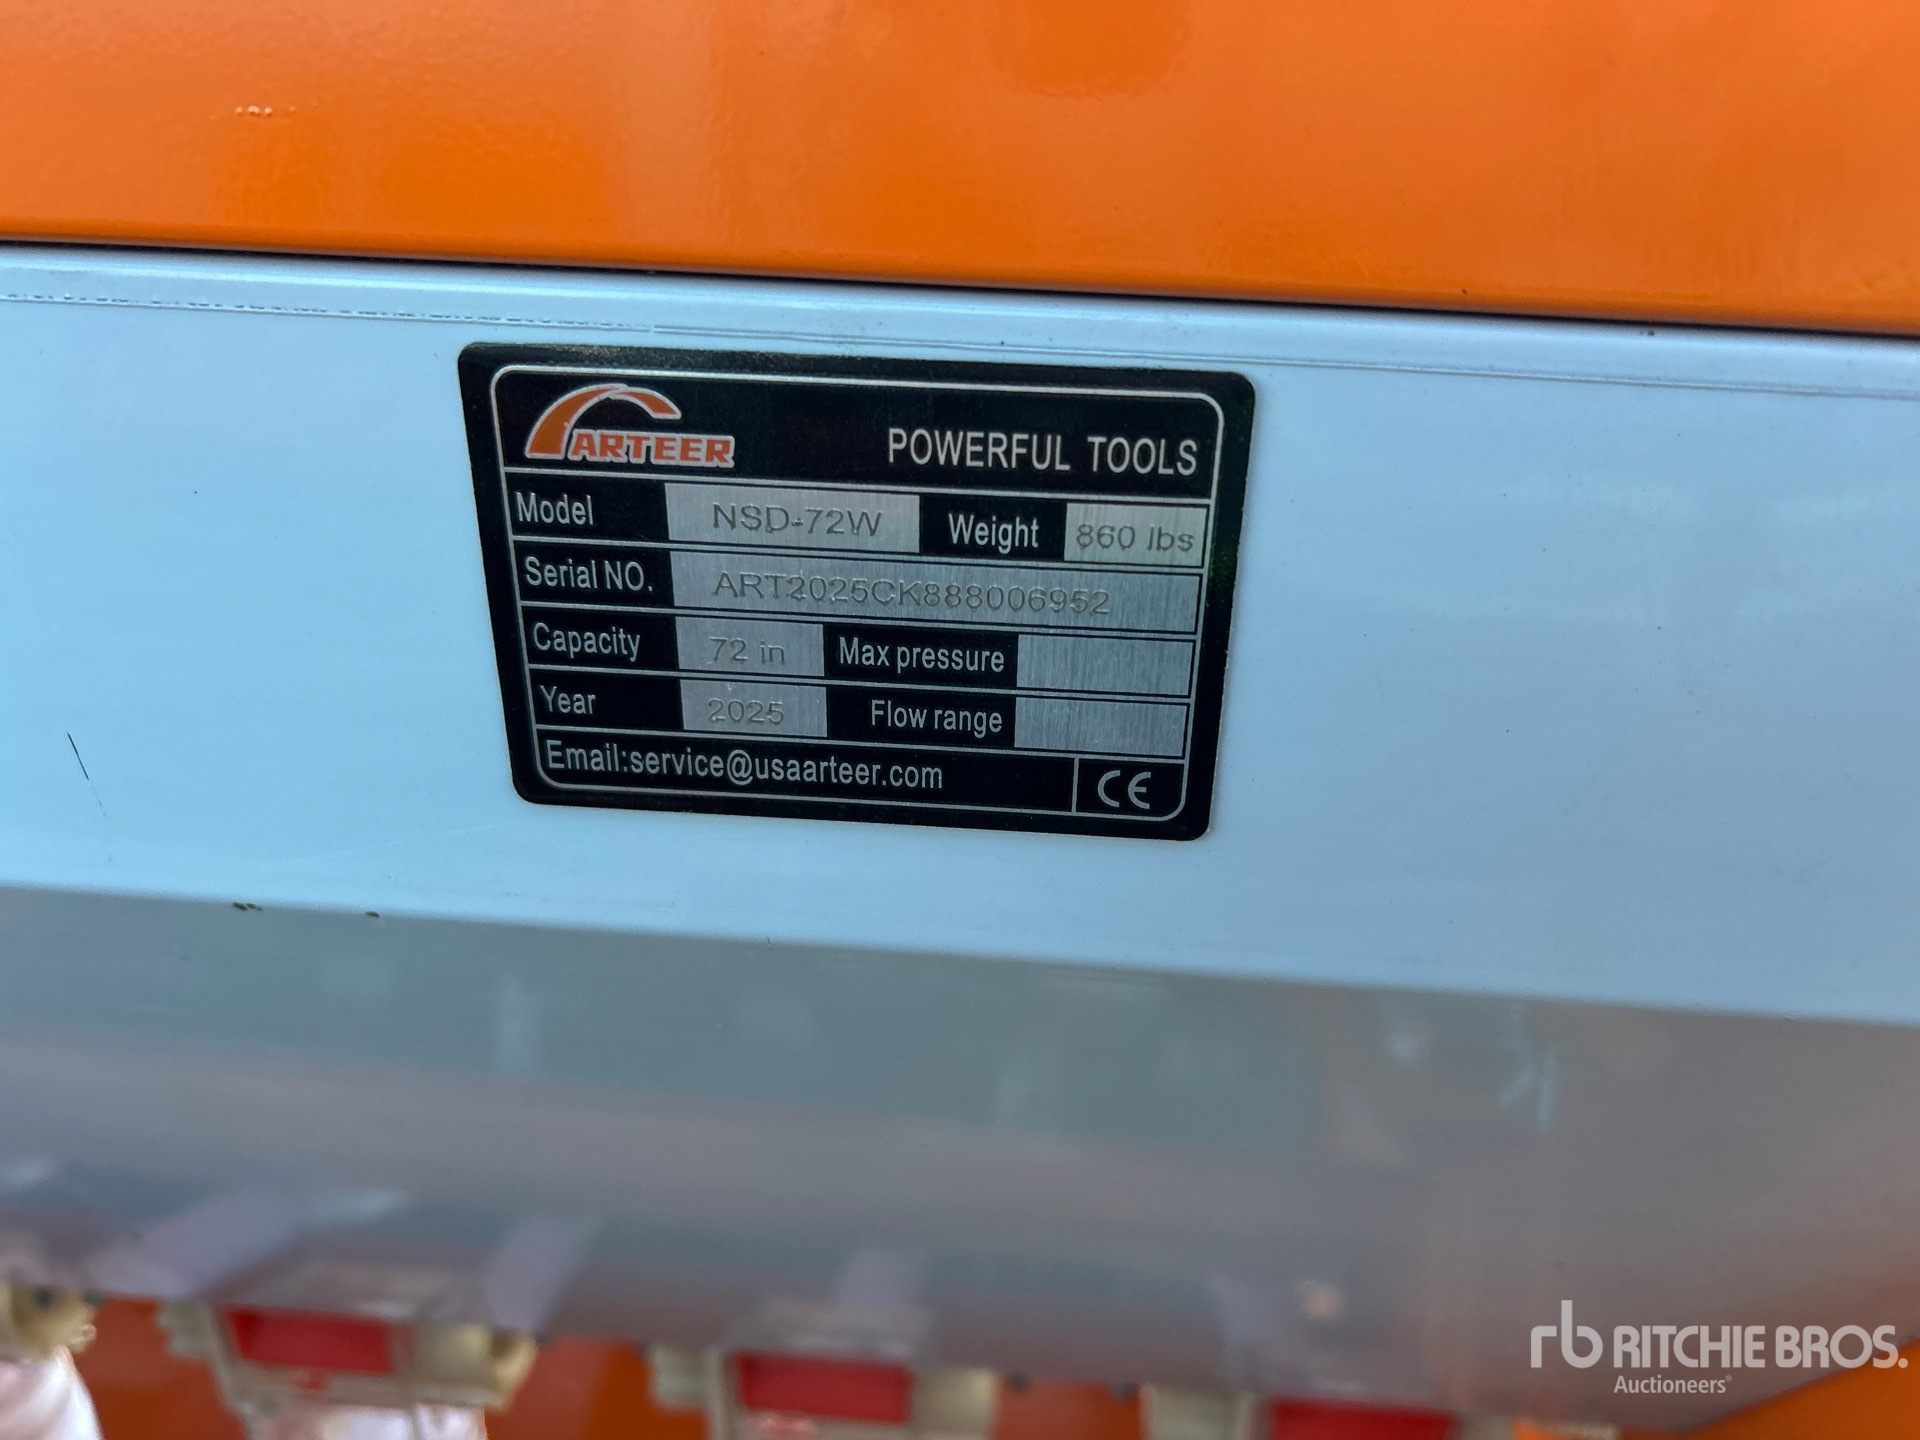 ARTEER POWERFUL TOOLS
Model NSD-72W Weight 860 lbs
Serial NO. ART2025CK888006952
Capacity 72 in Max pressure
Year 2025 Flow range
Email:service@usaarteer.com CE
rb RITCHIE BROS.
Auctioneers